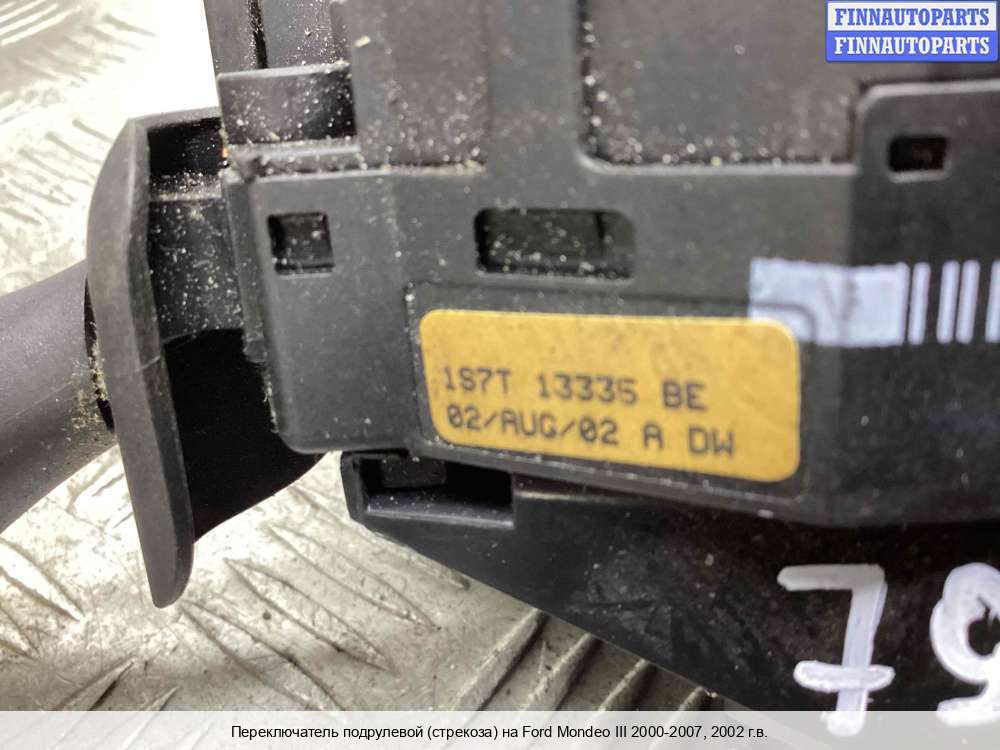 FINNAUTOPARTS
FINNAUTOPARTS
1S7T 13335 BE
02/AUG/02 A DW
Переключатель подрулевой (стрекоза) на Ford Mondeo III 2000-2007, 2002 г.в.